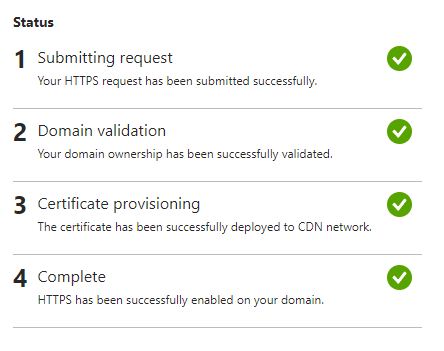 Status
1 Submitting request
Your HTTPS request has been submitted successfully.
2 Domain validation
Your domain ownership has been successfully validated.
3 Certificate provisioning
The certificate has been successfully deployed to CDN network.
4 Complete
HTTPS has been successfully enabled on your domain.